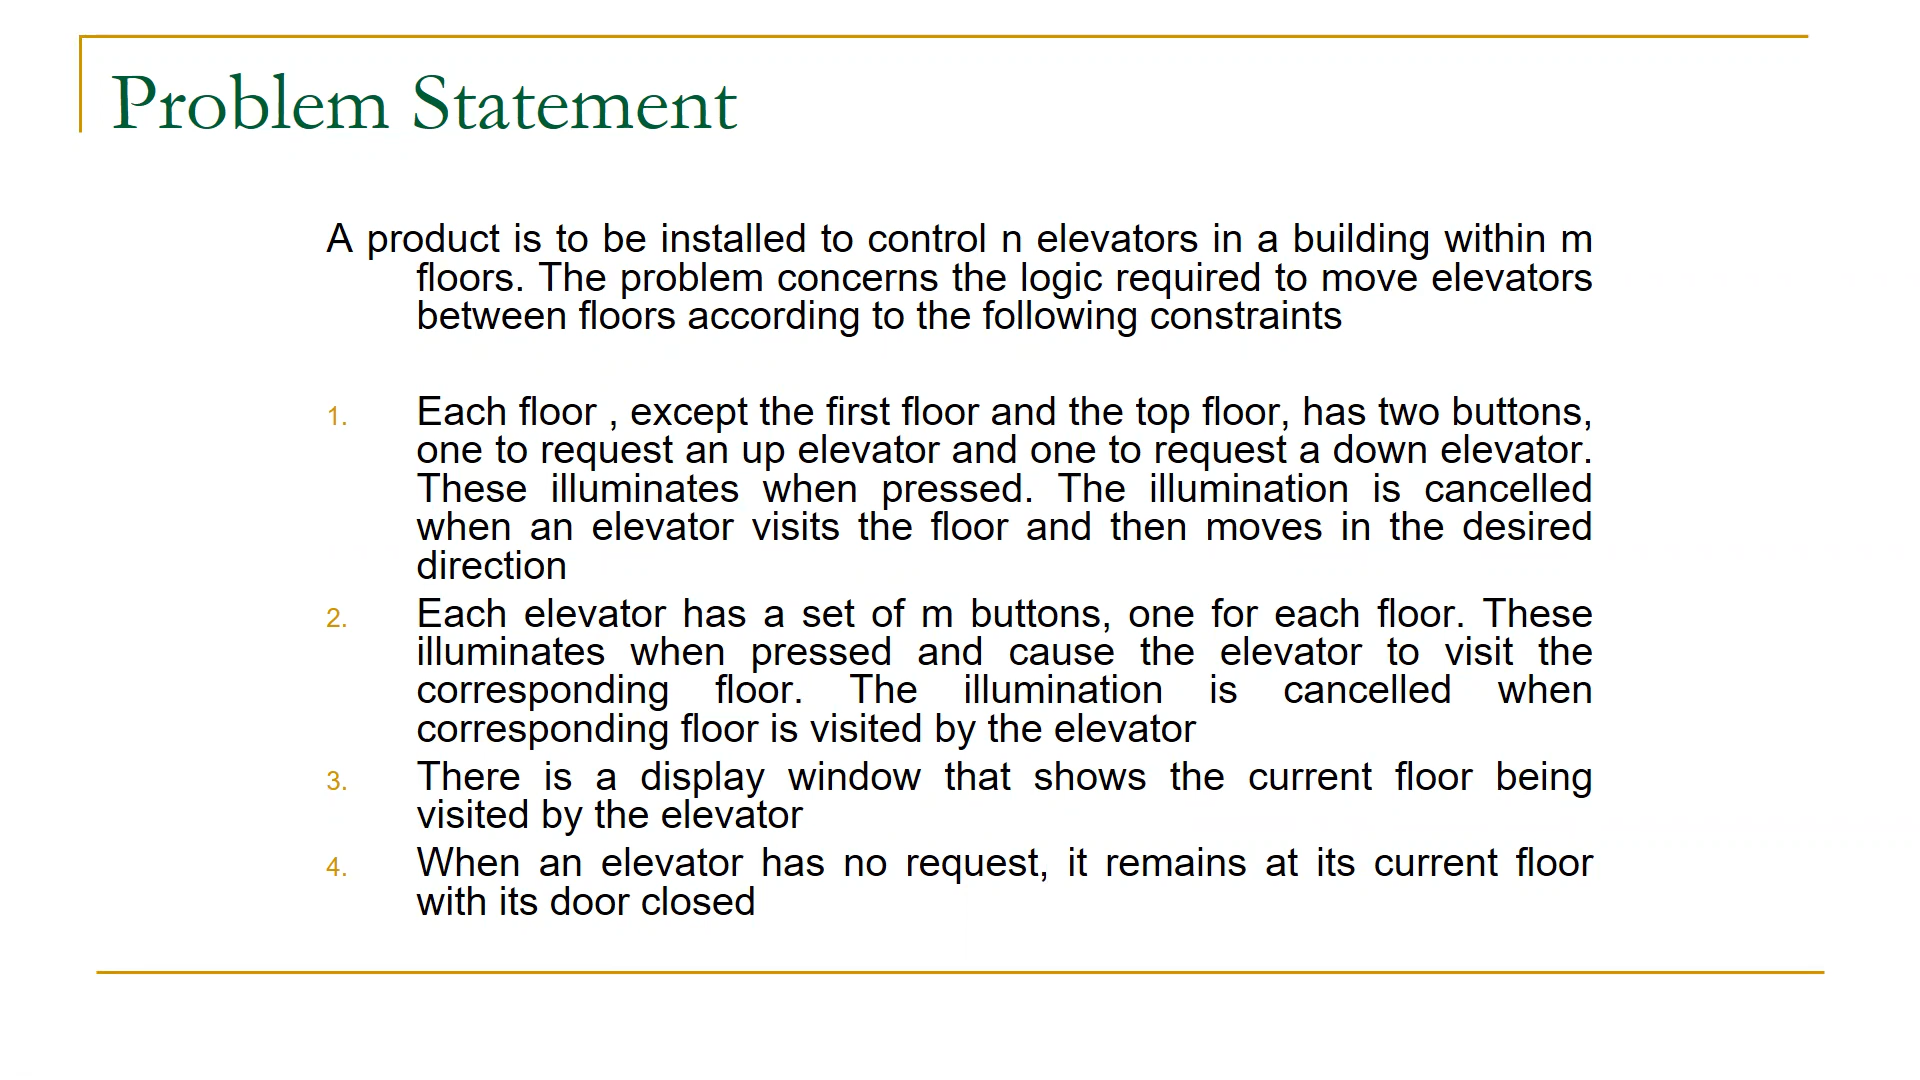 Problem Statement
A product is to be installed to control n elevators in a building within m
floors. The problem concerns the logic required to move elevators
between floors according to the following constraints
1. Each floor , except the first floor and the top floor, has two buttons,
one to request an up elevator and one to request a down elevator.
These illuminates when pressed. The illumination is cancelled
when an elevator visits the floor and then moves in the desired
direction
2. Each elevator has a set of m buttons, one for each floor. These
illuminates when pressed and cause the elevator to visit the
corresponding floor. The illumination is cancelled when
corresponding floor is visited by the elevator
3. There is a display window that shows the current floor being
visited by the elevator
4. When an elevator has no request, it remains at its current floor
with its door closed